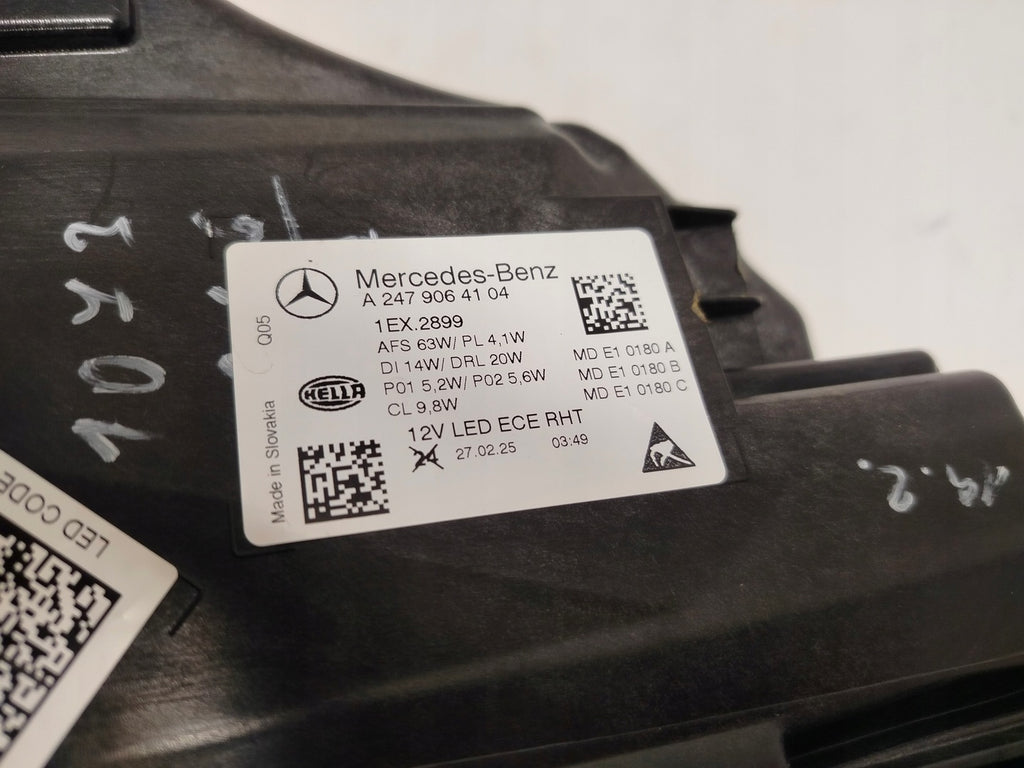 Mercedes-Benz
A 247 906 41 04
1EX.2899
AFS 63W/ PL 4,1W
DI 14W/ DRL 20W
P01 5,2W/ P02 5,6W
CL 9,8W
12V LED ECE RHT
27.02.25 03:49
MD E1 0180 A
MD E1 0180 B
MD E1 0180 C
HELLA
Q05
Made in Slovakia
LED CODE